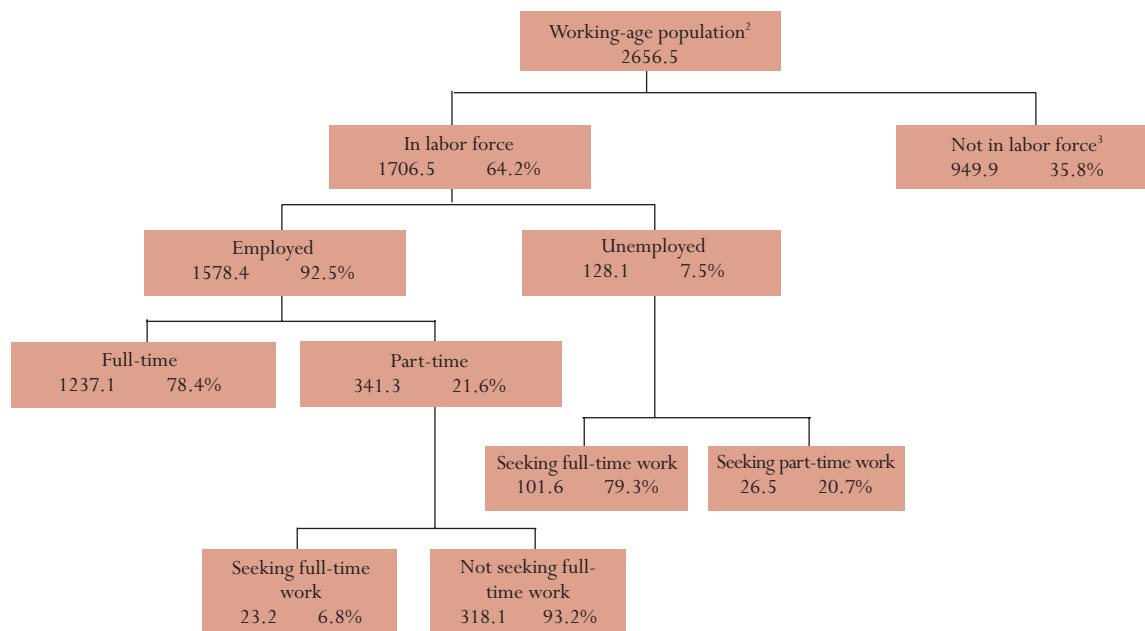 Working-age population²
2656.5
In labor force
1706.5 64.2%
Not in labor force³
949.9 35.8%
Employed
1578.4 92.5%
Unemployed
128.1 7.5%
Full-time
1237.1 78.4%
Part-time
341.3 21.6%
Seeking full-time work
101.6 79.3%
Seeking part-time work
26.5 20.7%
Seeking full-time
work
23.2 6.8%
Not seeking full-
time work
318.1 93.2%